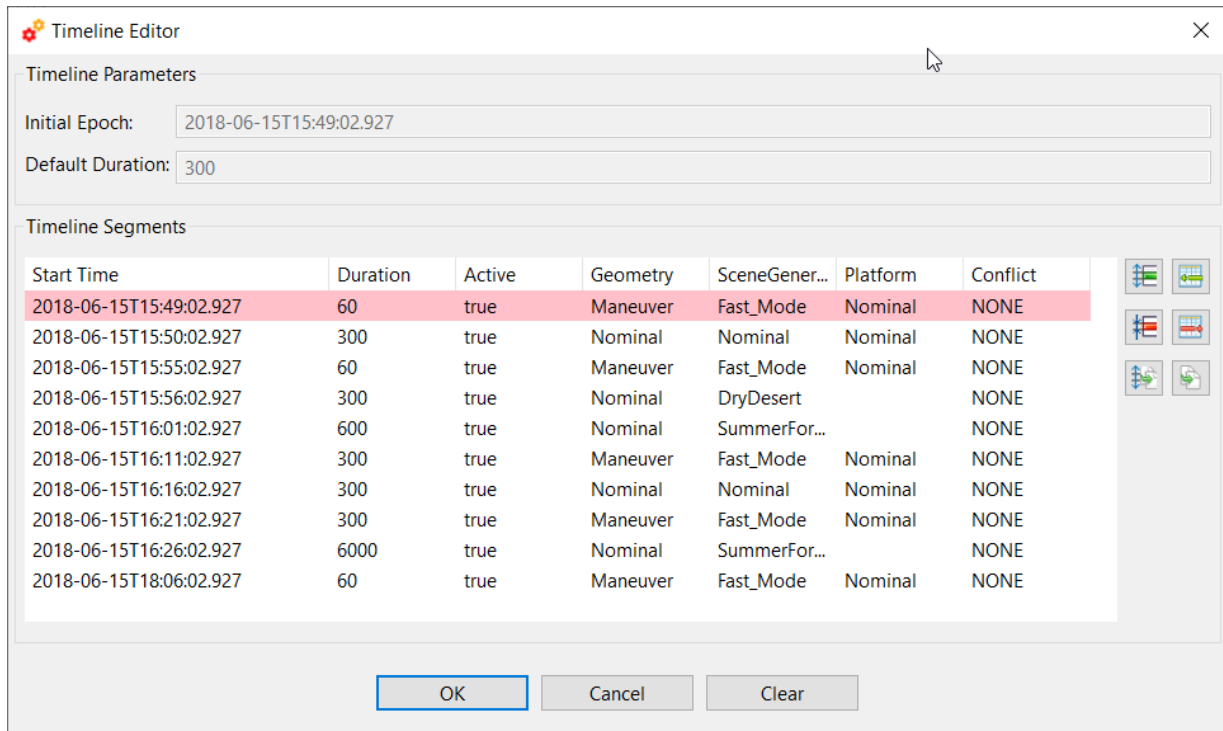 Timeline Editor
Timeline Parameters
Initial Epoch: 2018-06-15T15:49:02.927
Default Duration: 300
Timeline Segments
Start Time Duration Active Geometry SceneGener... Platform Conflict
2018-06-15T15:49:02.927 60 true Maneuver Fast_Mode Nominal NONE
2018-06-15T15:50:02.927 300 true Nominal Nominal Nominal NONE
2018-06-15T15:55:02.927 60 true Maneuver Fast_Mode Nominal NONE
2018-06-15T15:56:02.927 300 true Nominal DryDesert NONE
2018-06-15T16:01:02.927 600 true Nominal SummerFor... NONE
2018-06-15T16:11:02.927 300 true Maneuver Fast_Mode Nominal NONE
2018-06-15T16:16:02.927 300 true Nominal Nominal Nominal NONE
2018-06-15T16:21:02.927 300 true Maneuver Fast_Mode Nominal NONE
2018-06-15T16:26:02.927 6000 true Nominal SummerFor... NONE
2018-06-15T18:06:02.927 60 true Maneuver Fast_Mode Nominal NONE
OK Cancel Clear